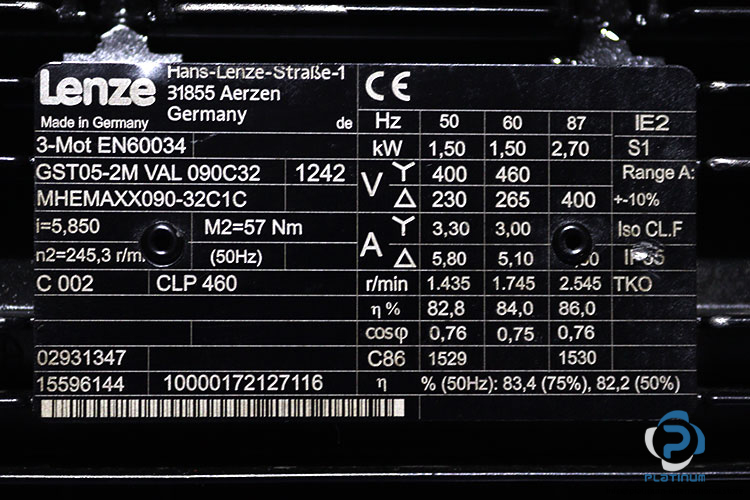 Lenze
Hans-Lenze-Straße-1
31855 Aerzen
Germany
Made in Germany de
3-Mot EN60034
GST05-2M VAL 090C32 1242
MHEMAXX090-32C1C
i=5,850 M2=57 Nm
n2=245,3 r/m (50Hz)
C 002 CLP 460
02931347
15596144 10000172127116
CE
Hz 50 60 87 IE2
kW 1,50 1,50 2,70 S1
V Y 400 460 Range A:
Δ 230 265 400 +-10%
A Y 3,30 3,00 Iso CL.F
Δ 5,80 5,10
r/min 1.435 1.745 2.545 TKO
η % 82,8 84,0 86,0
cosφ 0,76 0,75 0,76
C86 1529 1530
η % (50Hz): 83,4 (75%), 82,2 (50%)
PLATINUM